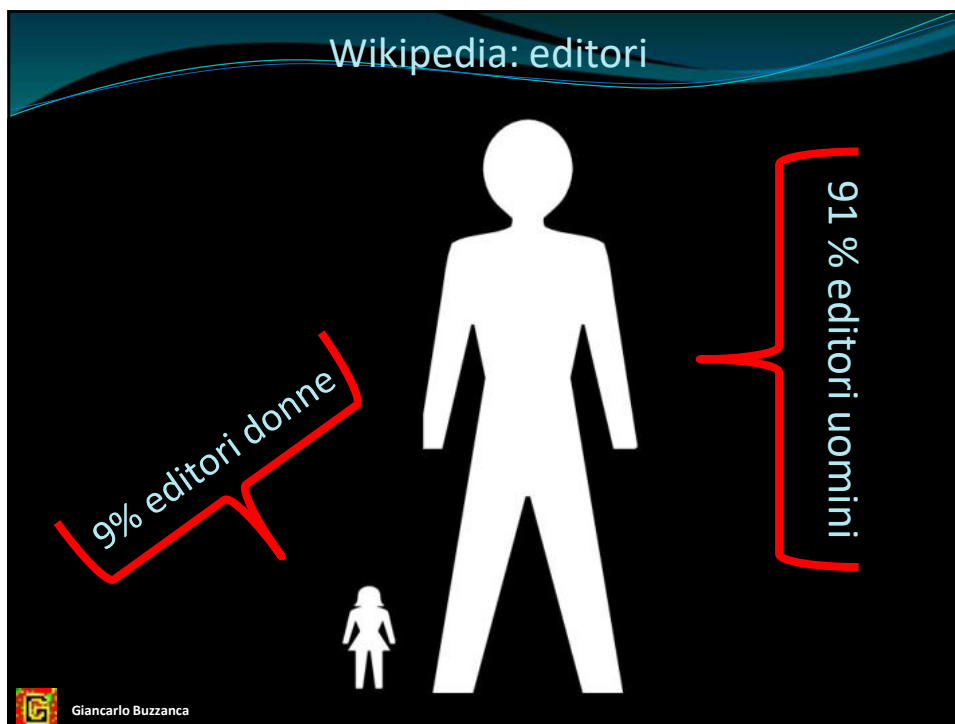 Wikipedia: editori
91 % editori uomini
9% editori donne
G
Giancarlo Buzzanca